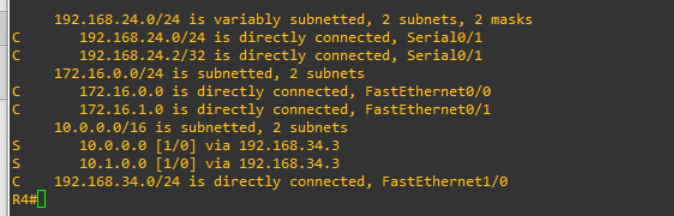 192.168.24.0/24 is variably subnetted, 2 subnets, 2 masks
C 192.168.24.0/24 is directly connected, Serial0/1
C 192.168.24.2/32 is directly connected, Serial0/1
172.16.0.0/24 is subnetted, 2 subnets
C 172.16.0.0 is directly connected, FastEthernet0/0
C 172.16.1.0 is directly connected, FastEthernet0/1
10.0.0.0/16 is subnetted, 2 subnets
S 10.0.0.0 [1/0] via 192.168.34.3
S 10.1.0.0 [1/0] via 192.168.34.3
C 192.168.34.0/24 is directly connected, FastEthernet1/0
R4#